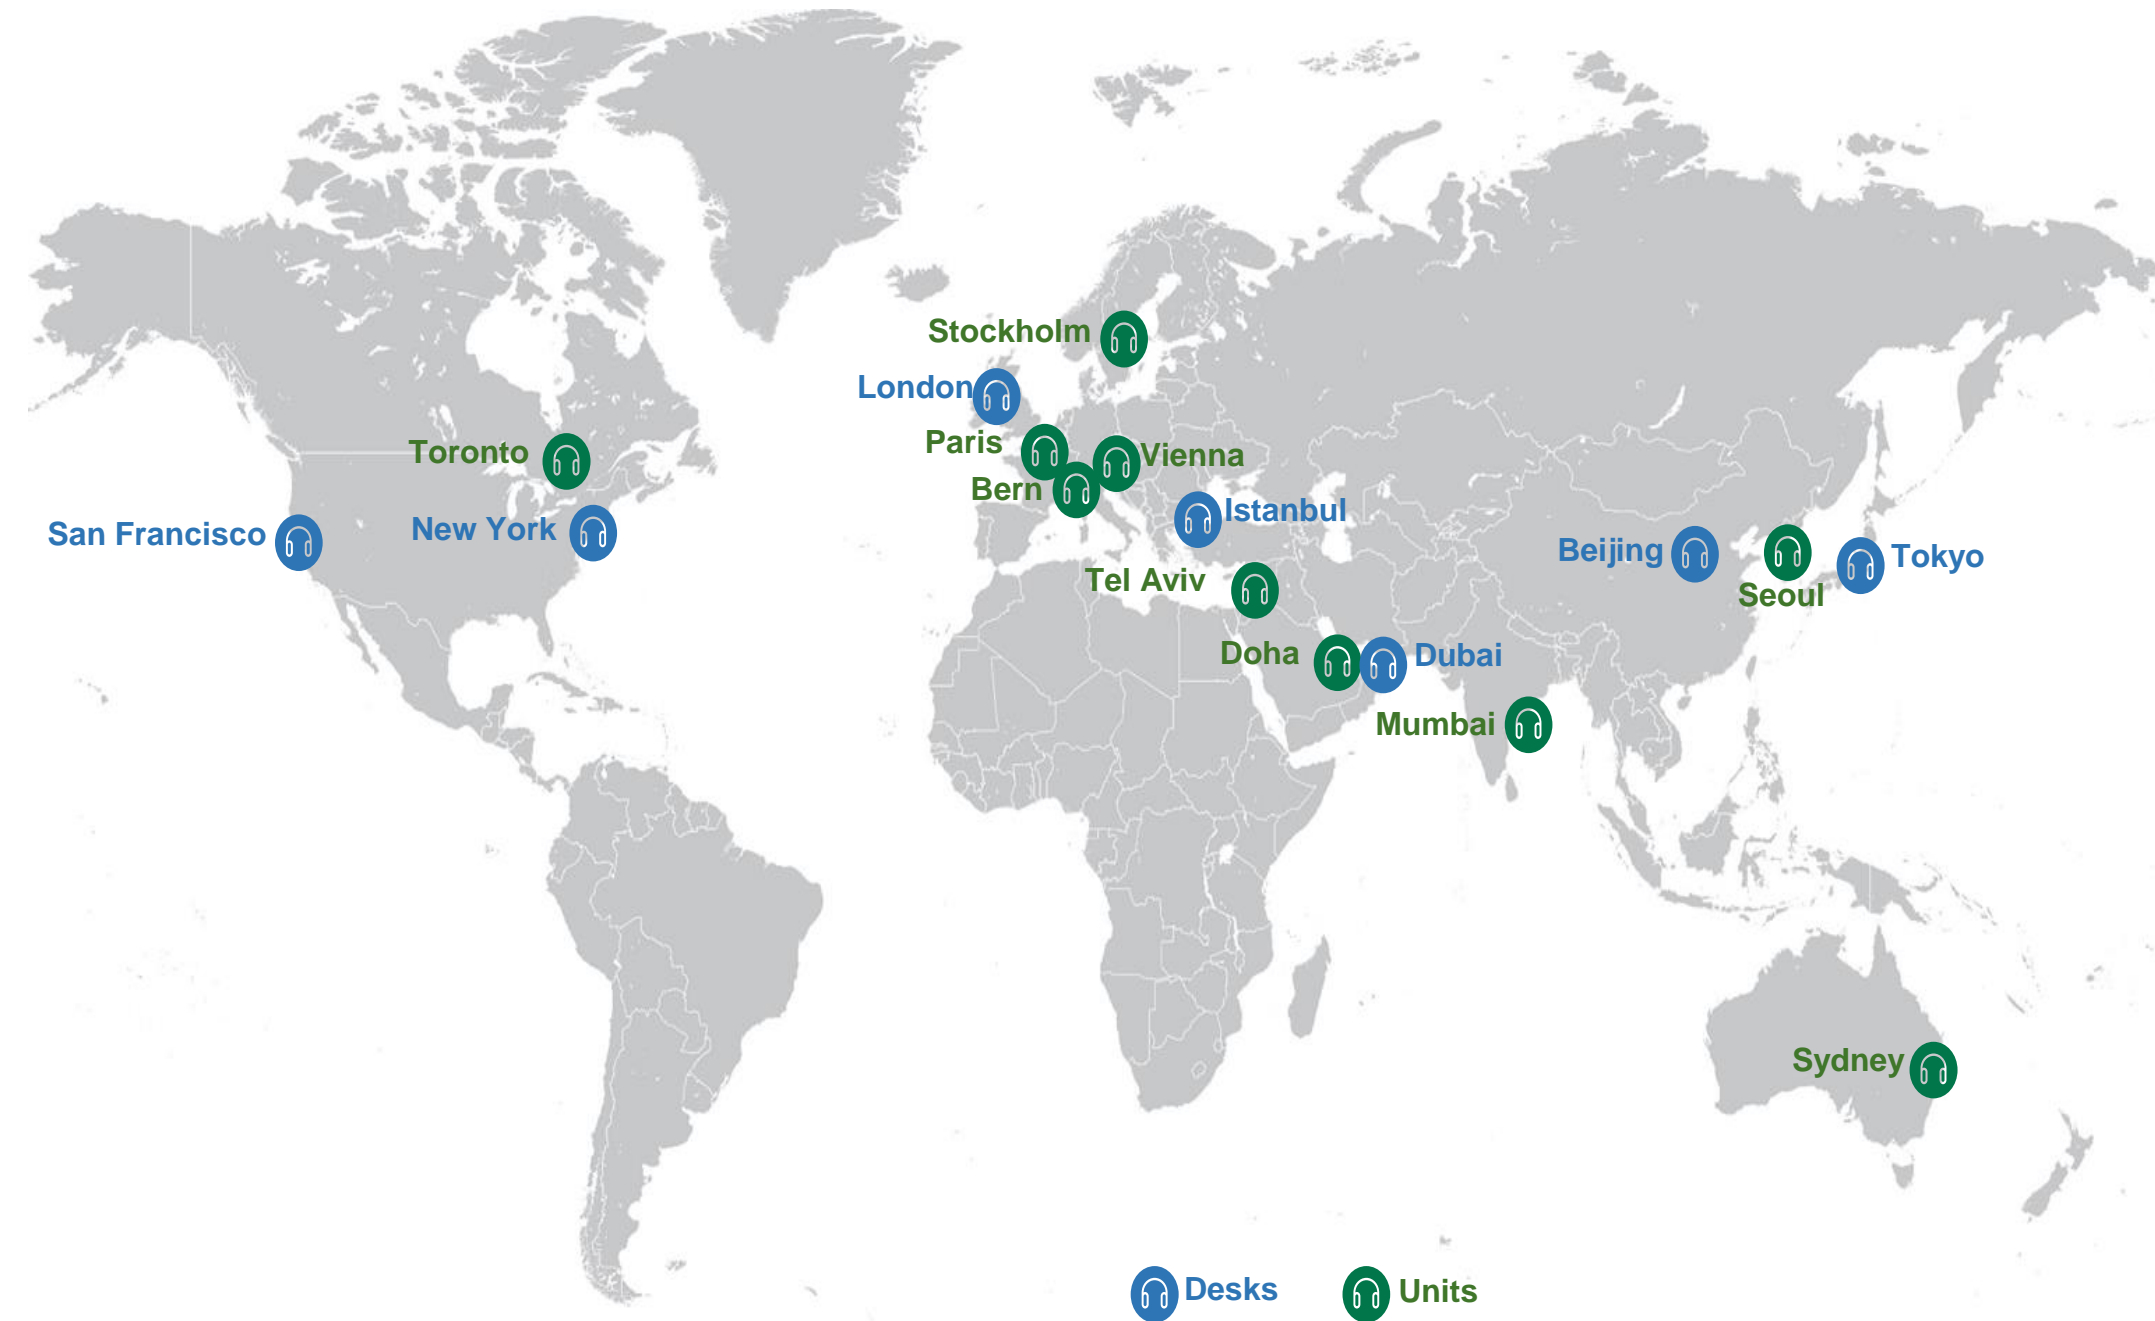 Stockholm
London
Paris
Vienna
Toronto
Bern
Istanbul
San Francisco
New York
Beijing
Tokyo
Tel Aviv
Seoul
Doha
Dubai
Mumbai
Sydney
Desks
Units